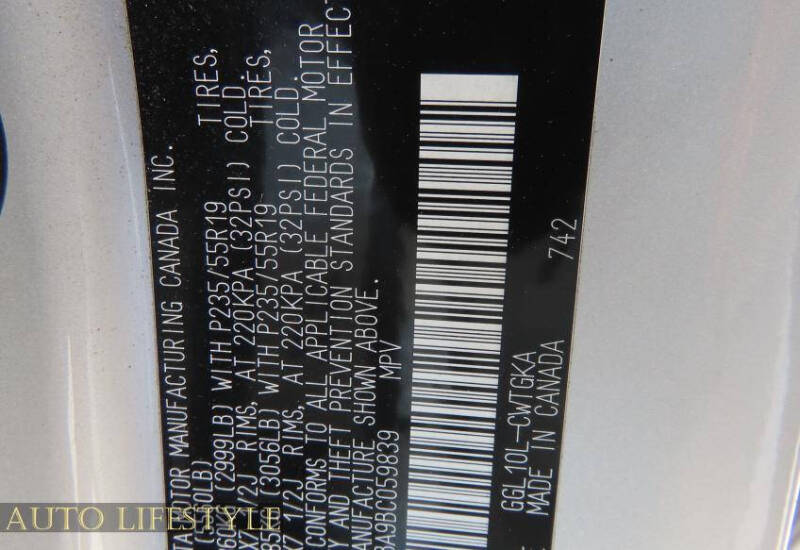 MOTOR MANUFACTURING CANADA INC.
WITH P235/55R19 TIRES,
(2999LB)
X7 1/2J RIMS, AT 220KPA (32PSI) COLD.
(3056LB) WITH P235/55R19 TIRES,
X7 1/2J RIMS, AT 220KPA (32PSI) COLD.
CONFORMS TO ALL APPLICABLE FEDERAL MOTOR
Y AND THEFT PREVENTION STANDARDS IN EFFECT
MANUFACTURE SHOWN ABOVE.
BA9BC059839 MPV
GGL10L-CWTGKA
MADE IN CANADA 742
AUTO LIFESTYLE